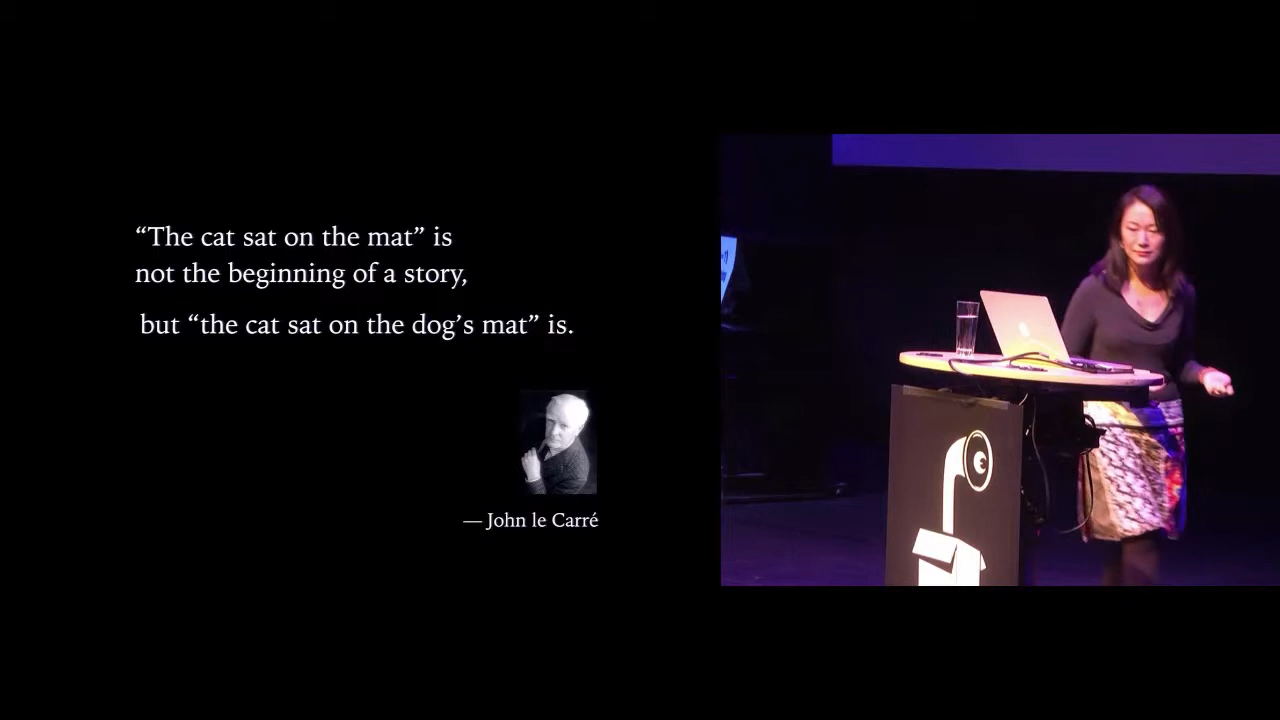 “The cat sat on the mat” is
not the beginning of a story,
but “the cat sat on the dog’s mat” is.
— John le Carré